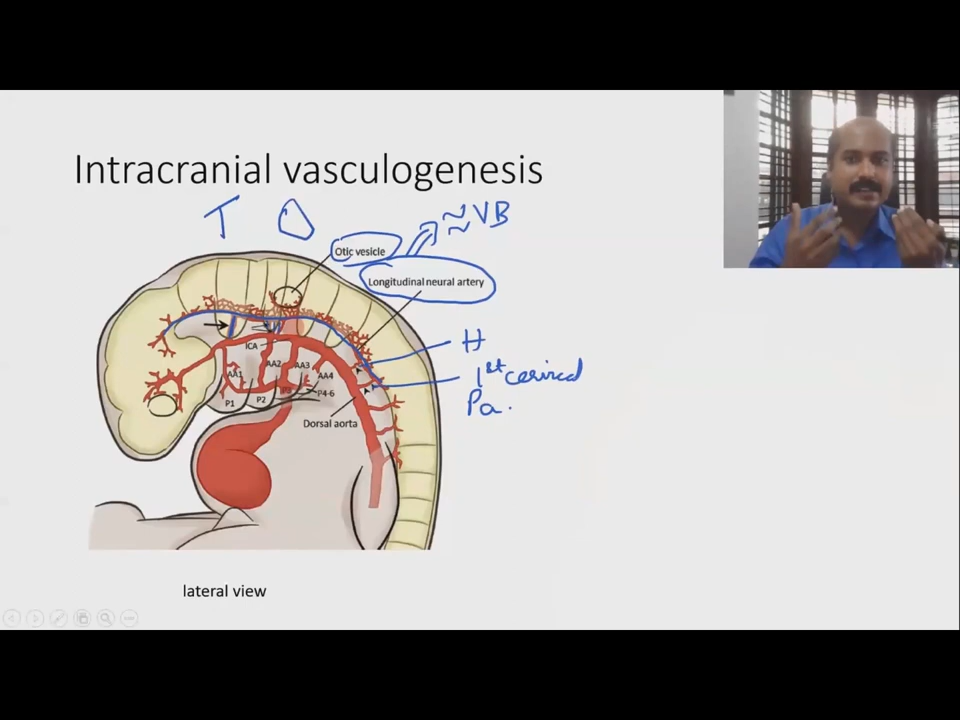 Intracranial vasculogenesis
T O
≈ VB
Otic vesicle
Longitudinal neural artery
ICA
H
AA1 AA2 AA3 AA4
1st cervical
P1 P2 P3 P4-6
Pa.
Dorsal aorta
lateral view